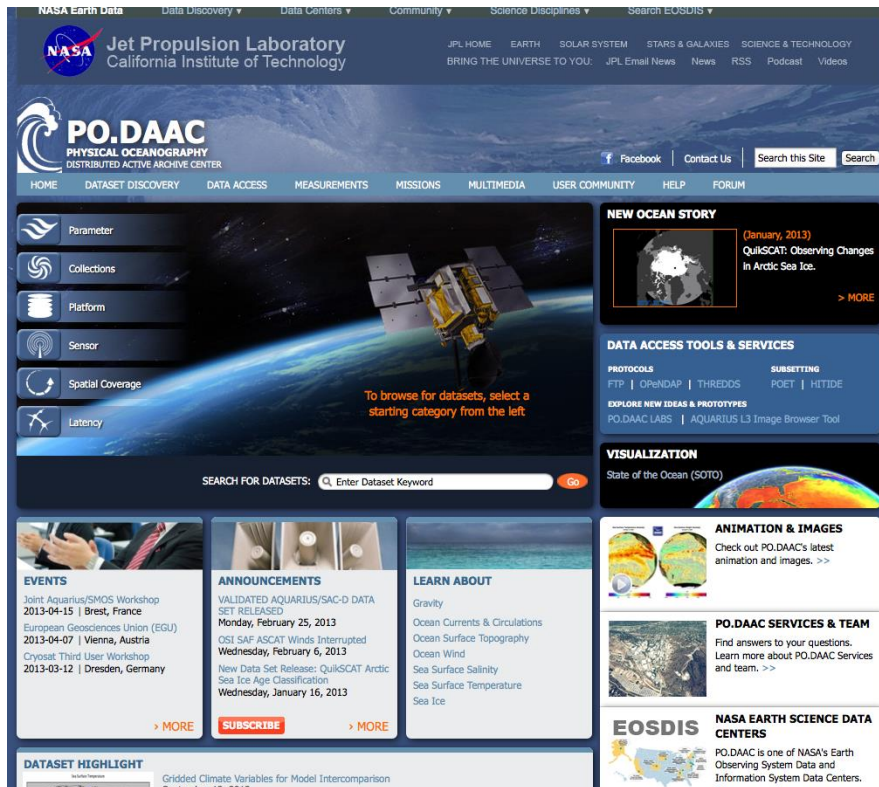 NASA Earth Data
Data Discovery ▾
Data Centers ▾
Community ▾
Science Disciplines ▾
Search EOSDIS ▾
NASA
Jet Propulsion Laboratory
California Institute of Technology
JPL HOME EARTH SOLAR SYSTEM STARS & GALAXIES SCIENCE & TECHNOLOGY
BRING THE UNIVERSE TO YOU: JPL Email News News RSS Podcast Videos
PO.DAAC
PHYSICAL OCEANOGRAPHY
DISTRIBUTED ACTIVE ARCHIVE CENTER
f Facebook | Contact Us | Search this Site Search
HOME DATASET DISCOVERY DATA ACCESS MEASUREMENTS MISSIONS MULTIMEDIA USER COMMUNITY HELP FORUM
Parameter
Collections
Platform
Sensor
Spatial Coverage
Latency
To browse for datasets, select a
starting category from the left
SEARCH FOR DATASETS: Enter Dataset Keyword Go
NEW OCEAN STORY
(January, 2013)
QuikSCAT: Observing Changes
in Arctic Sea Ice.
> MORE
DATA ACCESS TOOLS & SERVICES
PROTOCOLS
FTP | OPeNDAP | THREDDS
SUBSETTING
POET | HITIDE
EXPLORE NEW IDEAS & PROTOTYPES
PO.DAAC LABS | AQUARIUS L3 Image Browser Tool
VISUALIZATION
State of the Ocean (SOTO)
EVENTS
Joint Aquarius/SMOS Workshop
2013-04-15 | Brest, France
European Geosciences Union (EGU)
2013-04-07 | Vienna, Austria
Cryosat Third User Workshop
2013-03-12 | Dresden, Germany
> MORE
ANNOUNCEMENTS
VALIDATED AQUARIUS/SAC-D DATA
SET RELEASED
Monday, February 25, 2013
OSI SAF ASCAT Winds Interrupted
Wednesday, February 6, 2013
New Data Set Release: QuikSCAT Arctic
Sea Ice Age Classification
Wednesday, January 16, 2013
SUBSCRIBE > MORE
LEARN ABOUT
Gravity
Ocean Currents & Circulations
Ocean Surface Topography
Ocean Wind
Sea Surface Salinity
Sea Surface Temperature
Sea Ice
ANIMATION & IMAGES
Check out PO.DAAC's latest
animation and images. >>
PO.DAAC SERVICES & TEAM
Find answers to your questions.
Learn more about PO.DAAC Services
and team. >>
EOSDIS
NASA EARTH SCIENCE DATA
CENTERS
PO.DAAC is one of NASA's Earth
Observing System Data and
Information System Data Centers.
DATASET HIGHLIGHT
Sea Surface Temperature
Gridded Climate Variables for Model Intercomparison